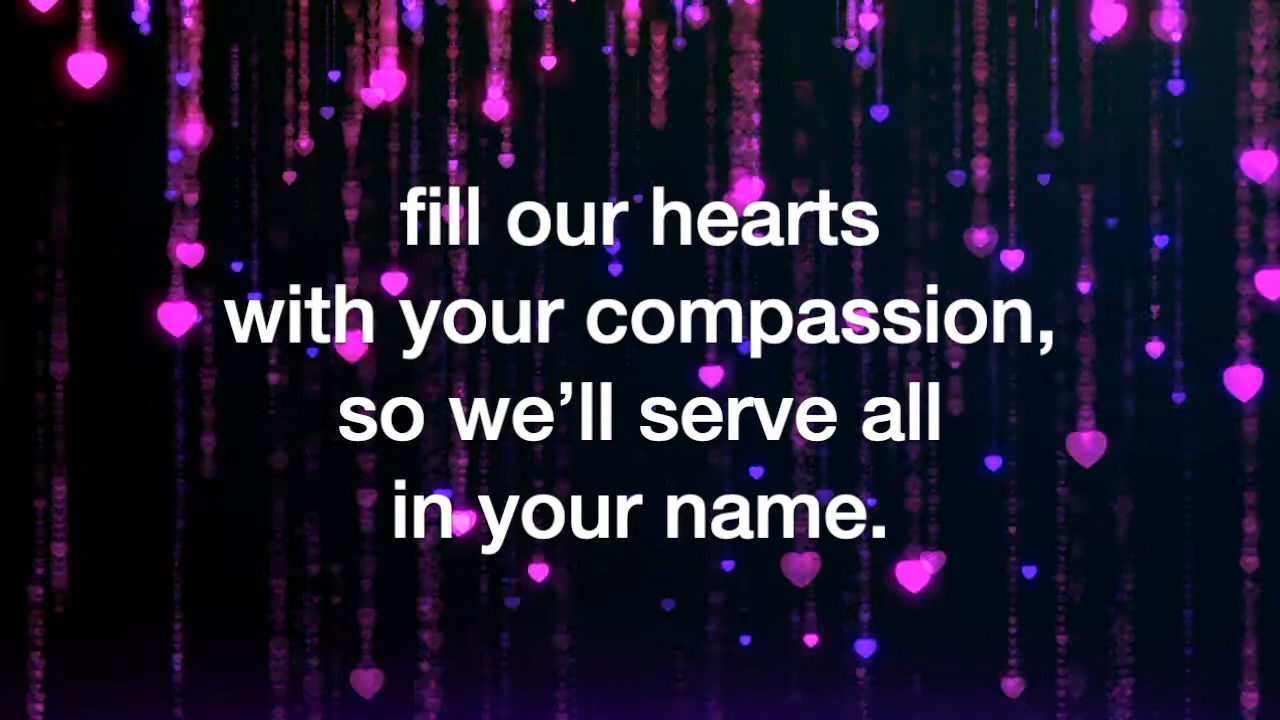 fill our hearts
with your compassion,
so we’ll serve all
in your name.